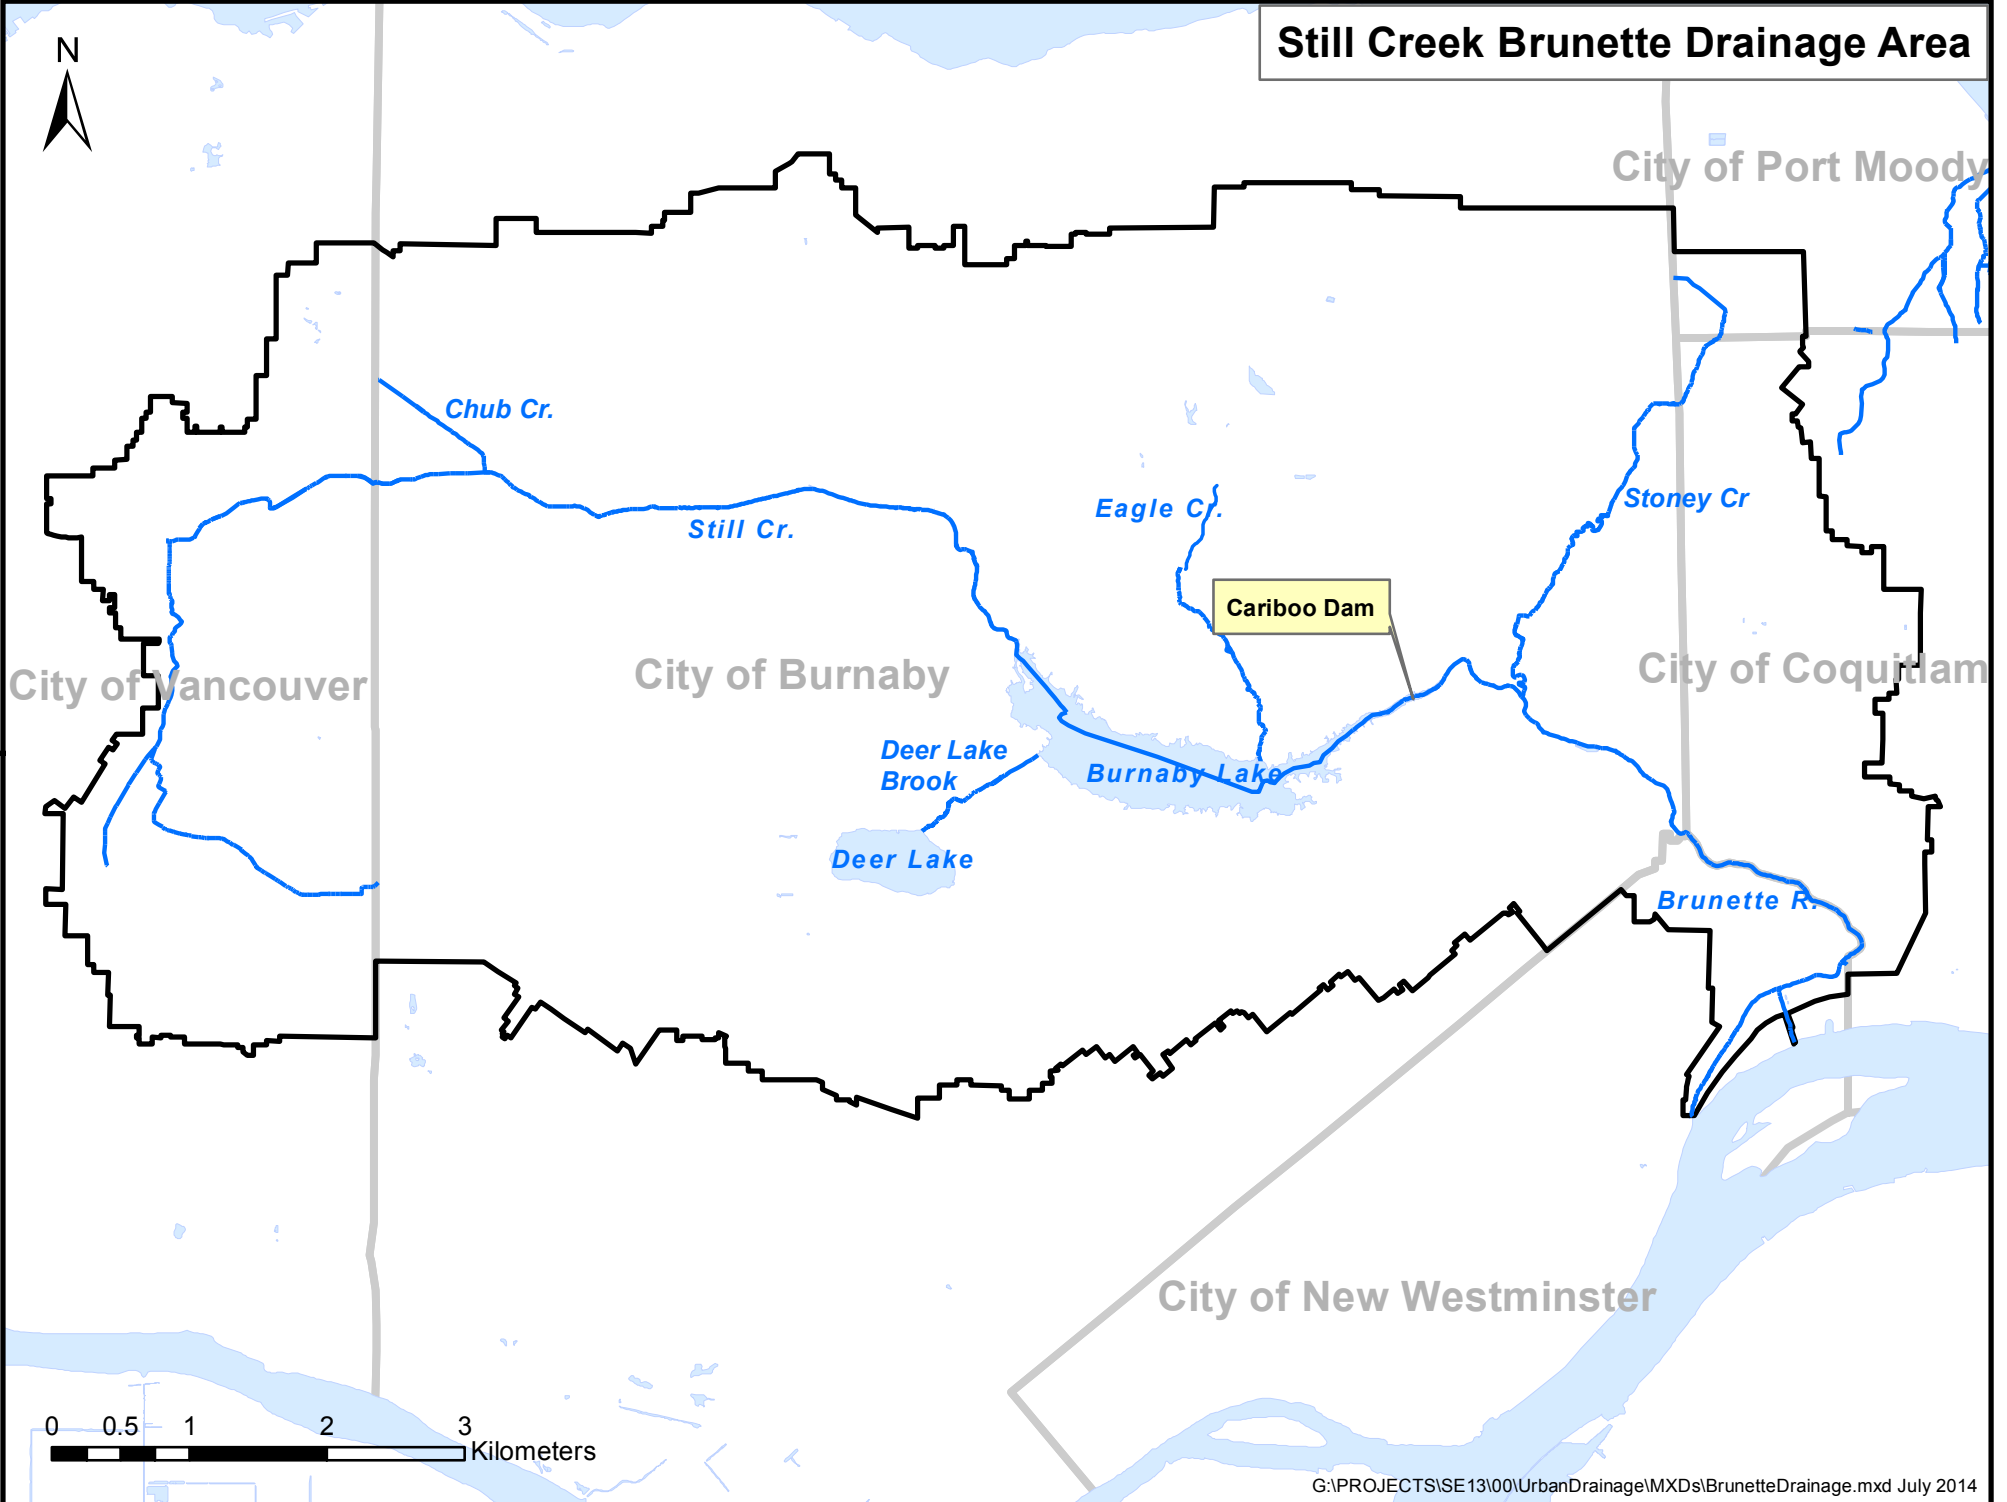 Still Creek Brunette Drainage Area
N
City of Port Moody
Chub Cr.
Still Cr.
Eagle Cr.
Stoney Cr
Cariboo Dam
City of Vancouver
City of Burnaby
City of Coquitlam
Deer Lake
Brook
Burnaby Lake
Deer Lake
Brunette R.
City of New Westminster
0 0.5 1 2 3
Kilometers
G:\PROJECTS\SE13\00\UrbanDrainage\MXDs\BrunetteDrainage.mxd July 2014